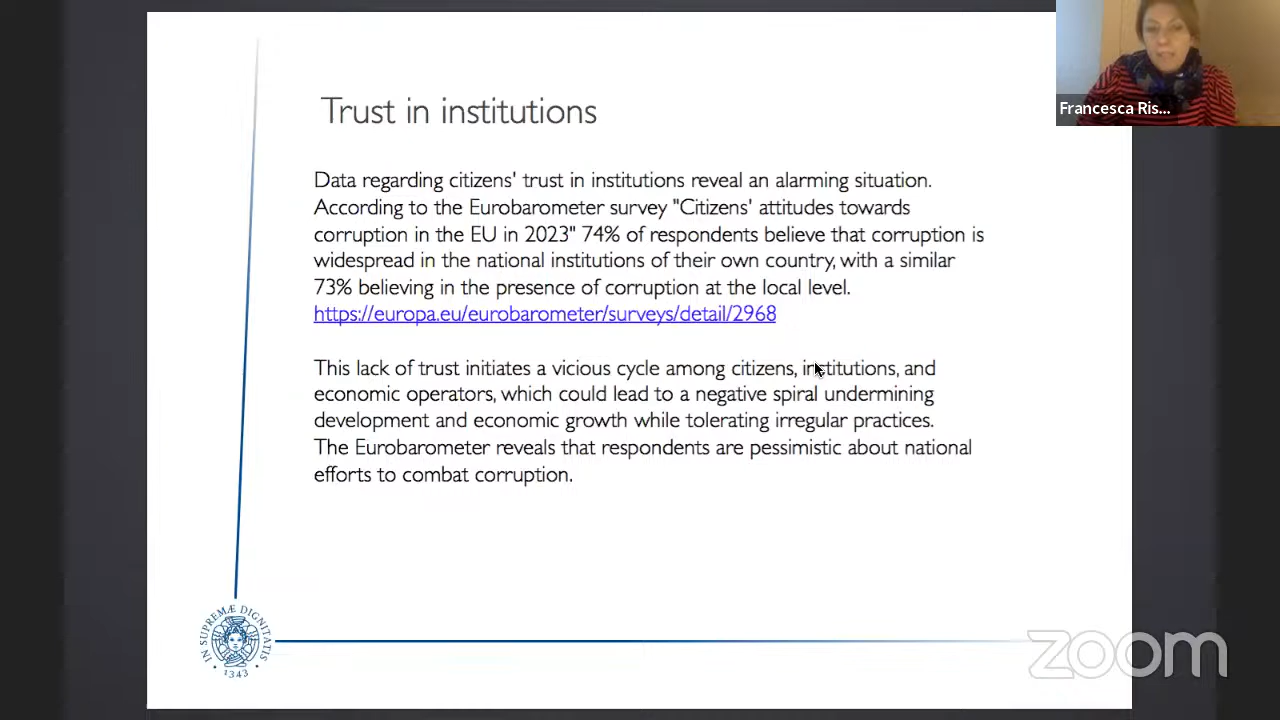 Francesca Ris...
Trust in institutions
Data regarding citizens' trust in institutions reveal an alarming situation.
According to the Eurobarometer survey "Citizens' attitudes towards
corruption in the EU in 2023" 74% of respondents believe that corruption is
widespread in the national institutions of their own country, with a similar
73% believing in the presence of corruption at the local level.
https://europa.eu/eurobarometer/surveys/detail/2968
This lack of trust initiates a vicious cycle among citizens, institutions, and
economic operators, which could lead to a negative spiral undermining
development and economic growth while tolerating irregular practices.
The Eurobarometer reveals that respondents are pessimistic about national
efforts to combat corruption.
IN SUPREMÆ DIGNITATIS
• 1343 •
zoom